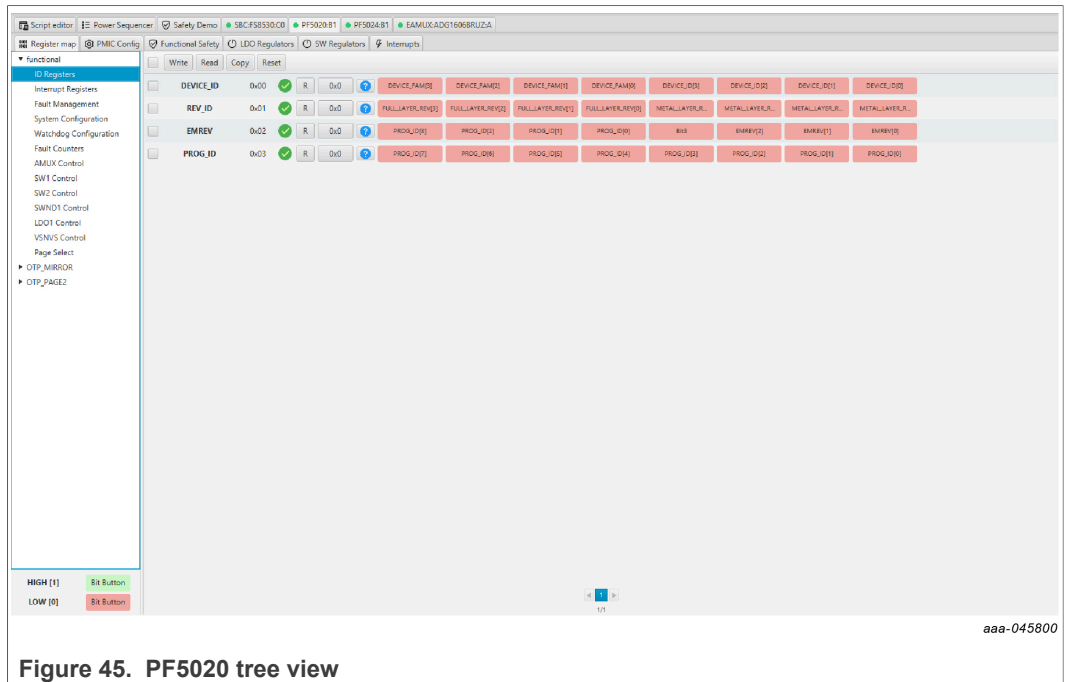 Script editor Power Sequencer Safety Demo SBC:FS8530:C0 PF5020:B1 PF5024:B1 EAMUX:ADG1606BRUZ:A
Register map PMIC Config Functional Safety LDO Regulators SW Regulators Interrupts
functional
Write Read Copy Reset
ID Registers
DEVICE_ID 0x00 R 0x0 ? DEVICE_FAM[3] DEVICE_FAM[2] DEVICE_FAM[1] DEVICE_FAM[0] DEVICE_ID[3] DEVICE_ID[2] DEVICE_ID[1] DEVICE_ID[0]
Interrupt Registers
REV_ID 0x01 R 0x0 ? FULL_LAYER_REV[3] FULL_LAYER_REV[2] FULL_LAYER_REV[1] FULL_LAYER_REV[0] METAL_LAYER_R... METAL_LAYER_R... METAL_LAYER_R... METAL_LAYER_R...
Fault Management
System Configuration
EMREV 0x02 R 0x0 ? PROG_ID[2] PROG_ID[1] PROG_ID[0] Bit3 EMREV[2] EMREV[1] EMREV[0]
Watchdog Configuration
Fault Counters
PROG_ID 0x03 R 0x0 ? PROG_ID[7] PROG_ID[6] PROG_ID[5] PROG_ID[4] PROG_ID[3] PROG_ID[2] PROG_ID[1] PROG_ID[0]
AMUX Control
SW1 Control
SW2 Control
SWND1 Control
LDO1 Control
VSNVS Control
Page Select
OTP_MIRROR
OTP_PAGE2
HIGH [1] Bit Button
LOW [0] Bit Button
1
1/1
aaa-045800
Figure 45. PF5020 tree view